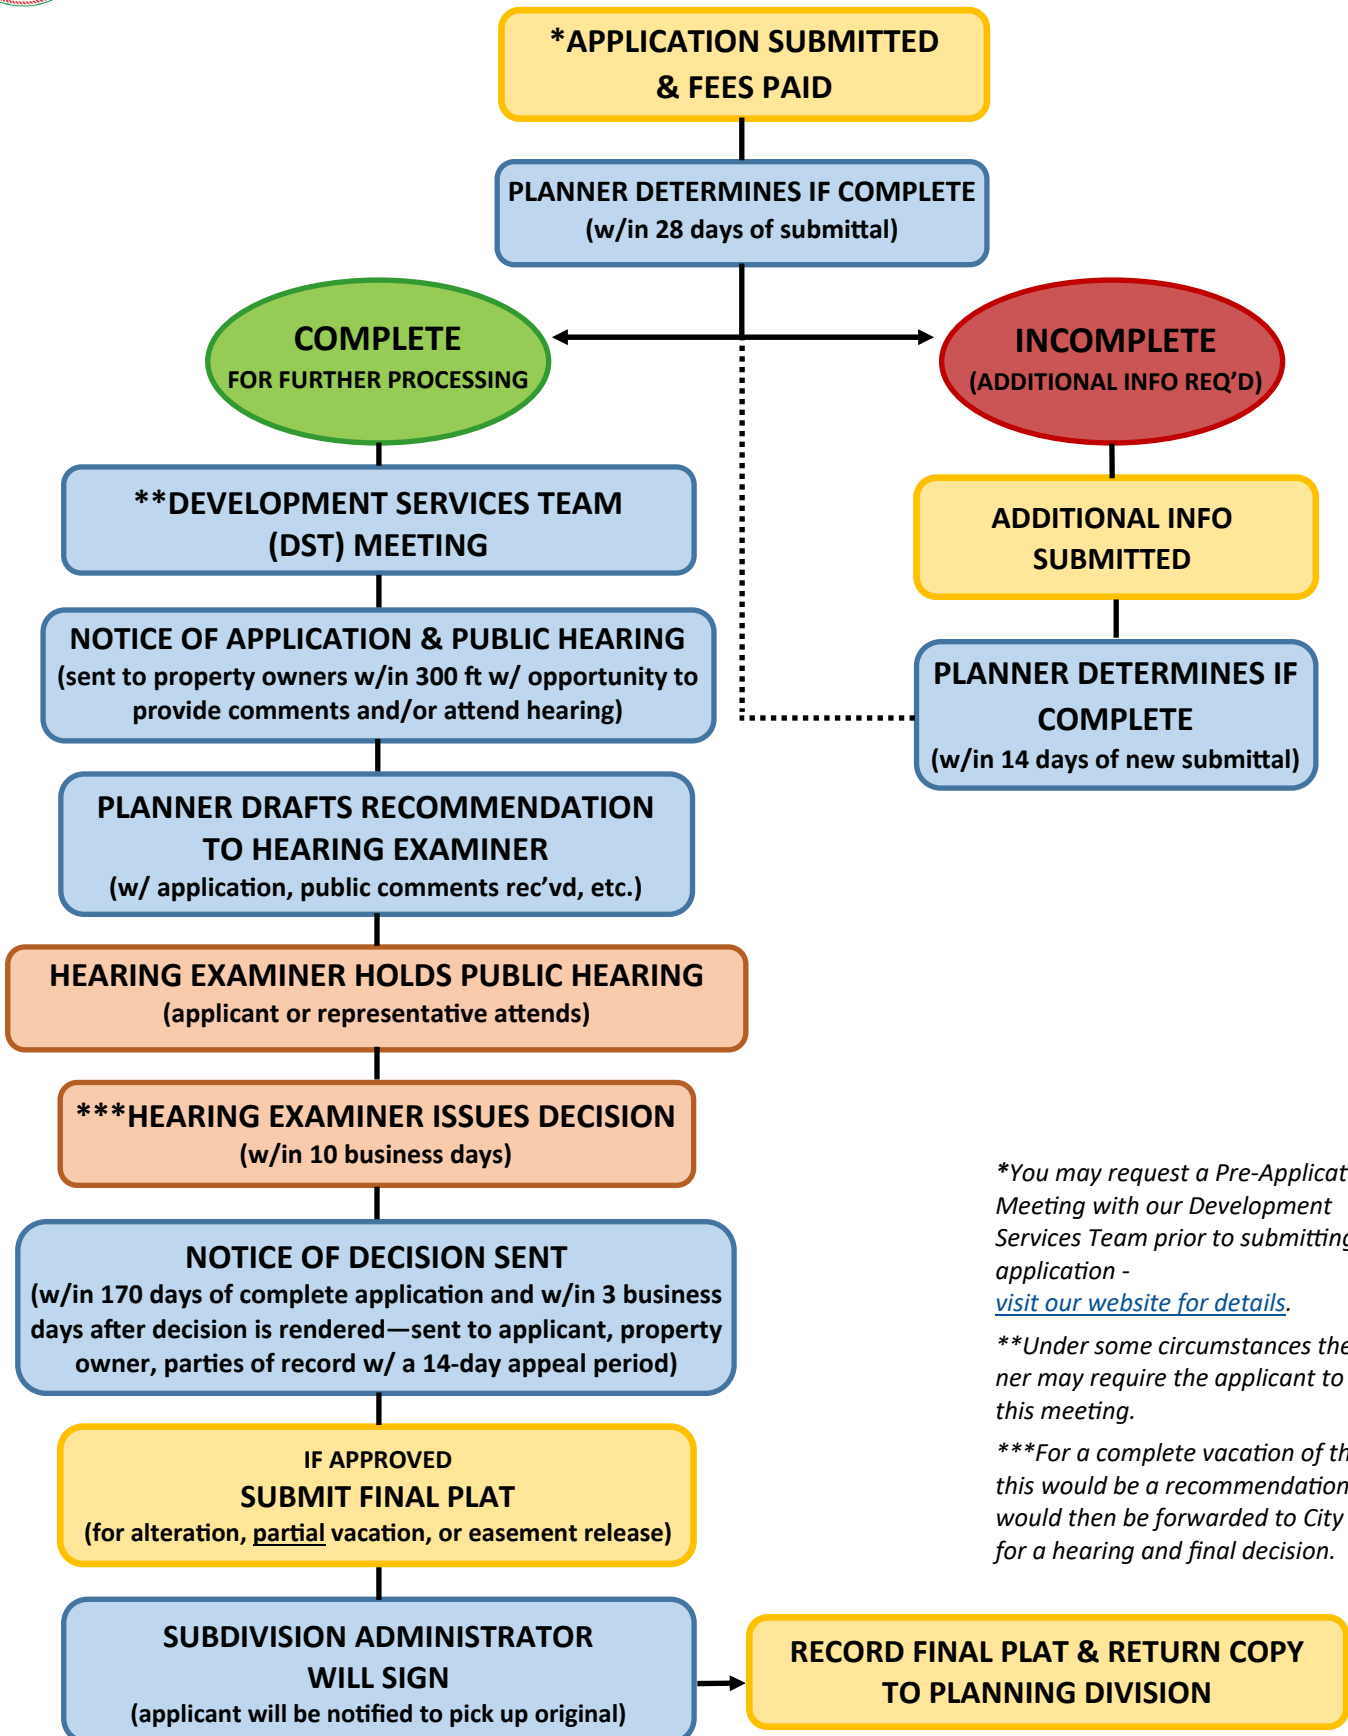 *APPLICATION SUBMITTED
& FEES PAID
PLANNER DETERMINES IF COMPLETE
(w/in 28 days of submittal)
COMPLETE
FOR FURTHER PROCESSING
INCOMPLETE
(ADDITIONAL INFO REQ’D)
**DEVELOPMENT SERVICES TEAM
(DST) MEETING
ADDITIONAL INFO
SUBMITTED
NOTICE OF APPLICATION & PUBLIC HEARING
(sent to property owners w/in 300 ft w/ opportunity to
provide comments and/or attend hearing)
PLANNER DETERMINES IF
COMPLETE
(w/in 14 days of new submittal)
PLANNER DRAFTS RECOMMENDATION
TO HEARING EXAMINER
(w/ application, public comments rec’vd, etc.)
HEARING EXAMINER HOLDS PUBLIC HEARING
(applicant or representative attends)
***HEARING EXAMINER ISSUES DECISION
(w/in 10 business days)
NOTICE OF DECISION SENT
(w/in 170 days of complete application and w/in 3 business
days after decision is rendered—sent to applicant, property
owner, parties of record w/ a 14-day appeal period)
IF APPROVED
SUBMIT FINAL PLAT
(for alteration, partial vacation, or easement release)
SUBDIVISION ADMINISTRATOR
WILL SIGN
(applicant will be notified to pick up original)
RECORD FINAL PLAT & RETURN COPY
TO PLANNING DIVISION
*You may request a
Meeting with our Development
Services Team prior to submitting
application -
visit our website for details.
**Under some circumstances
ner may require the applicant to
this meeting.
***For a complete vacation of
this would be a recommendation
would then be forwarded to City
for a hearing and final decision.